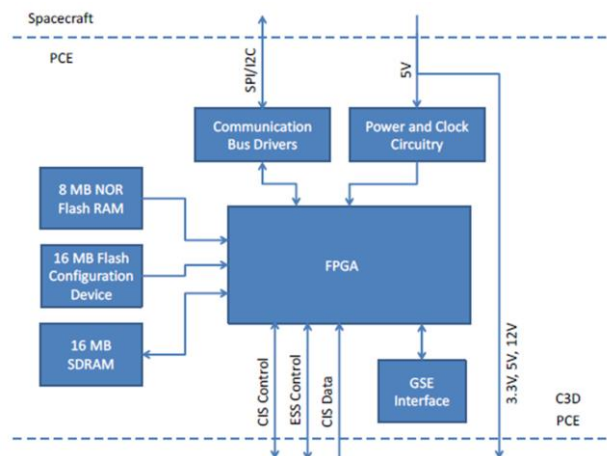 Spacecraft
PCE
SPI/I2C
5V
Communication
Bus Drivers
Power and Clock
Circuitry
8 MB NOR
Flash RAM
16 MB Flash
Configuration
Device
16 MB
SDRAM
FPGA
CIS Control
ESS Control
CIS Data
GSE
Interface
3.3V, 5V, 12V
C3D
PCE